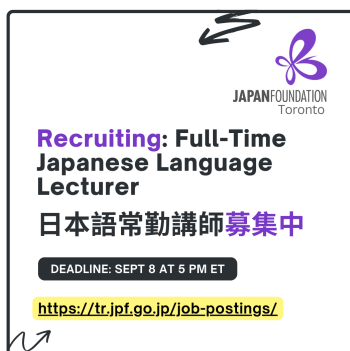 JAPANFOUNDATION
Toronto
Recruiting: Full-Time
Japanese Language
Lecturer
日本語常勤講師募集中
DEADLINE: SEPT 8 AT 5 PM ET
https://tr.jpf.go.jp/job-postings/